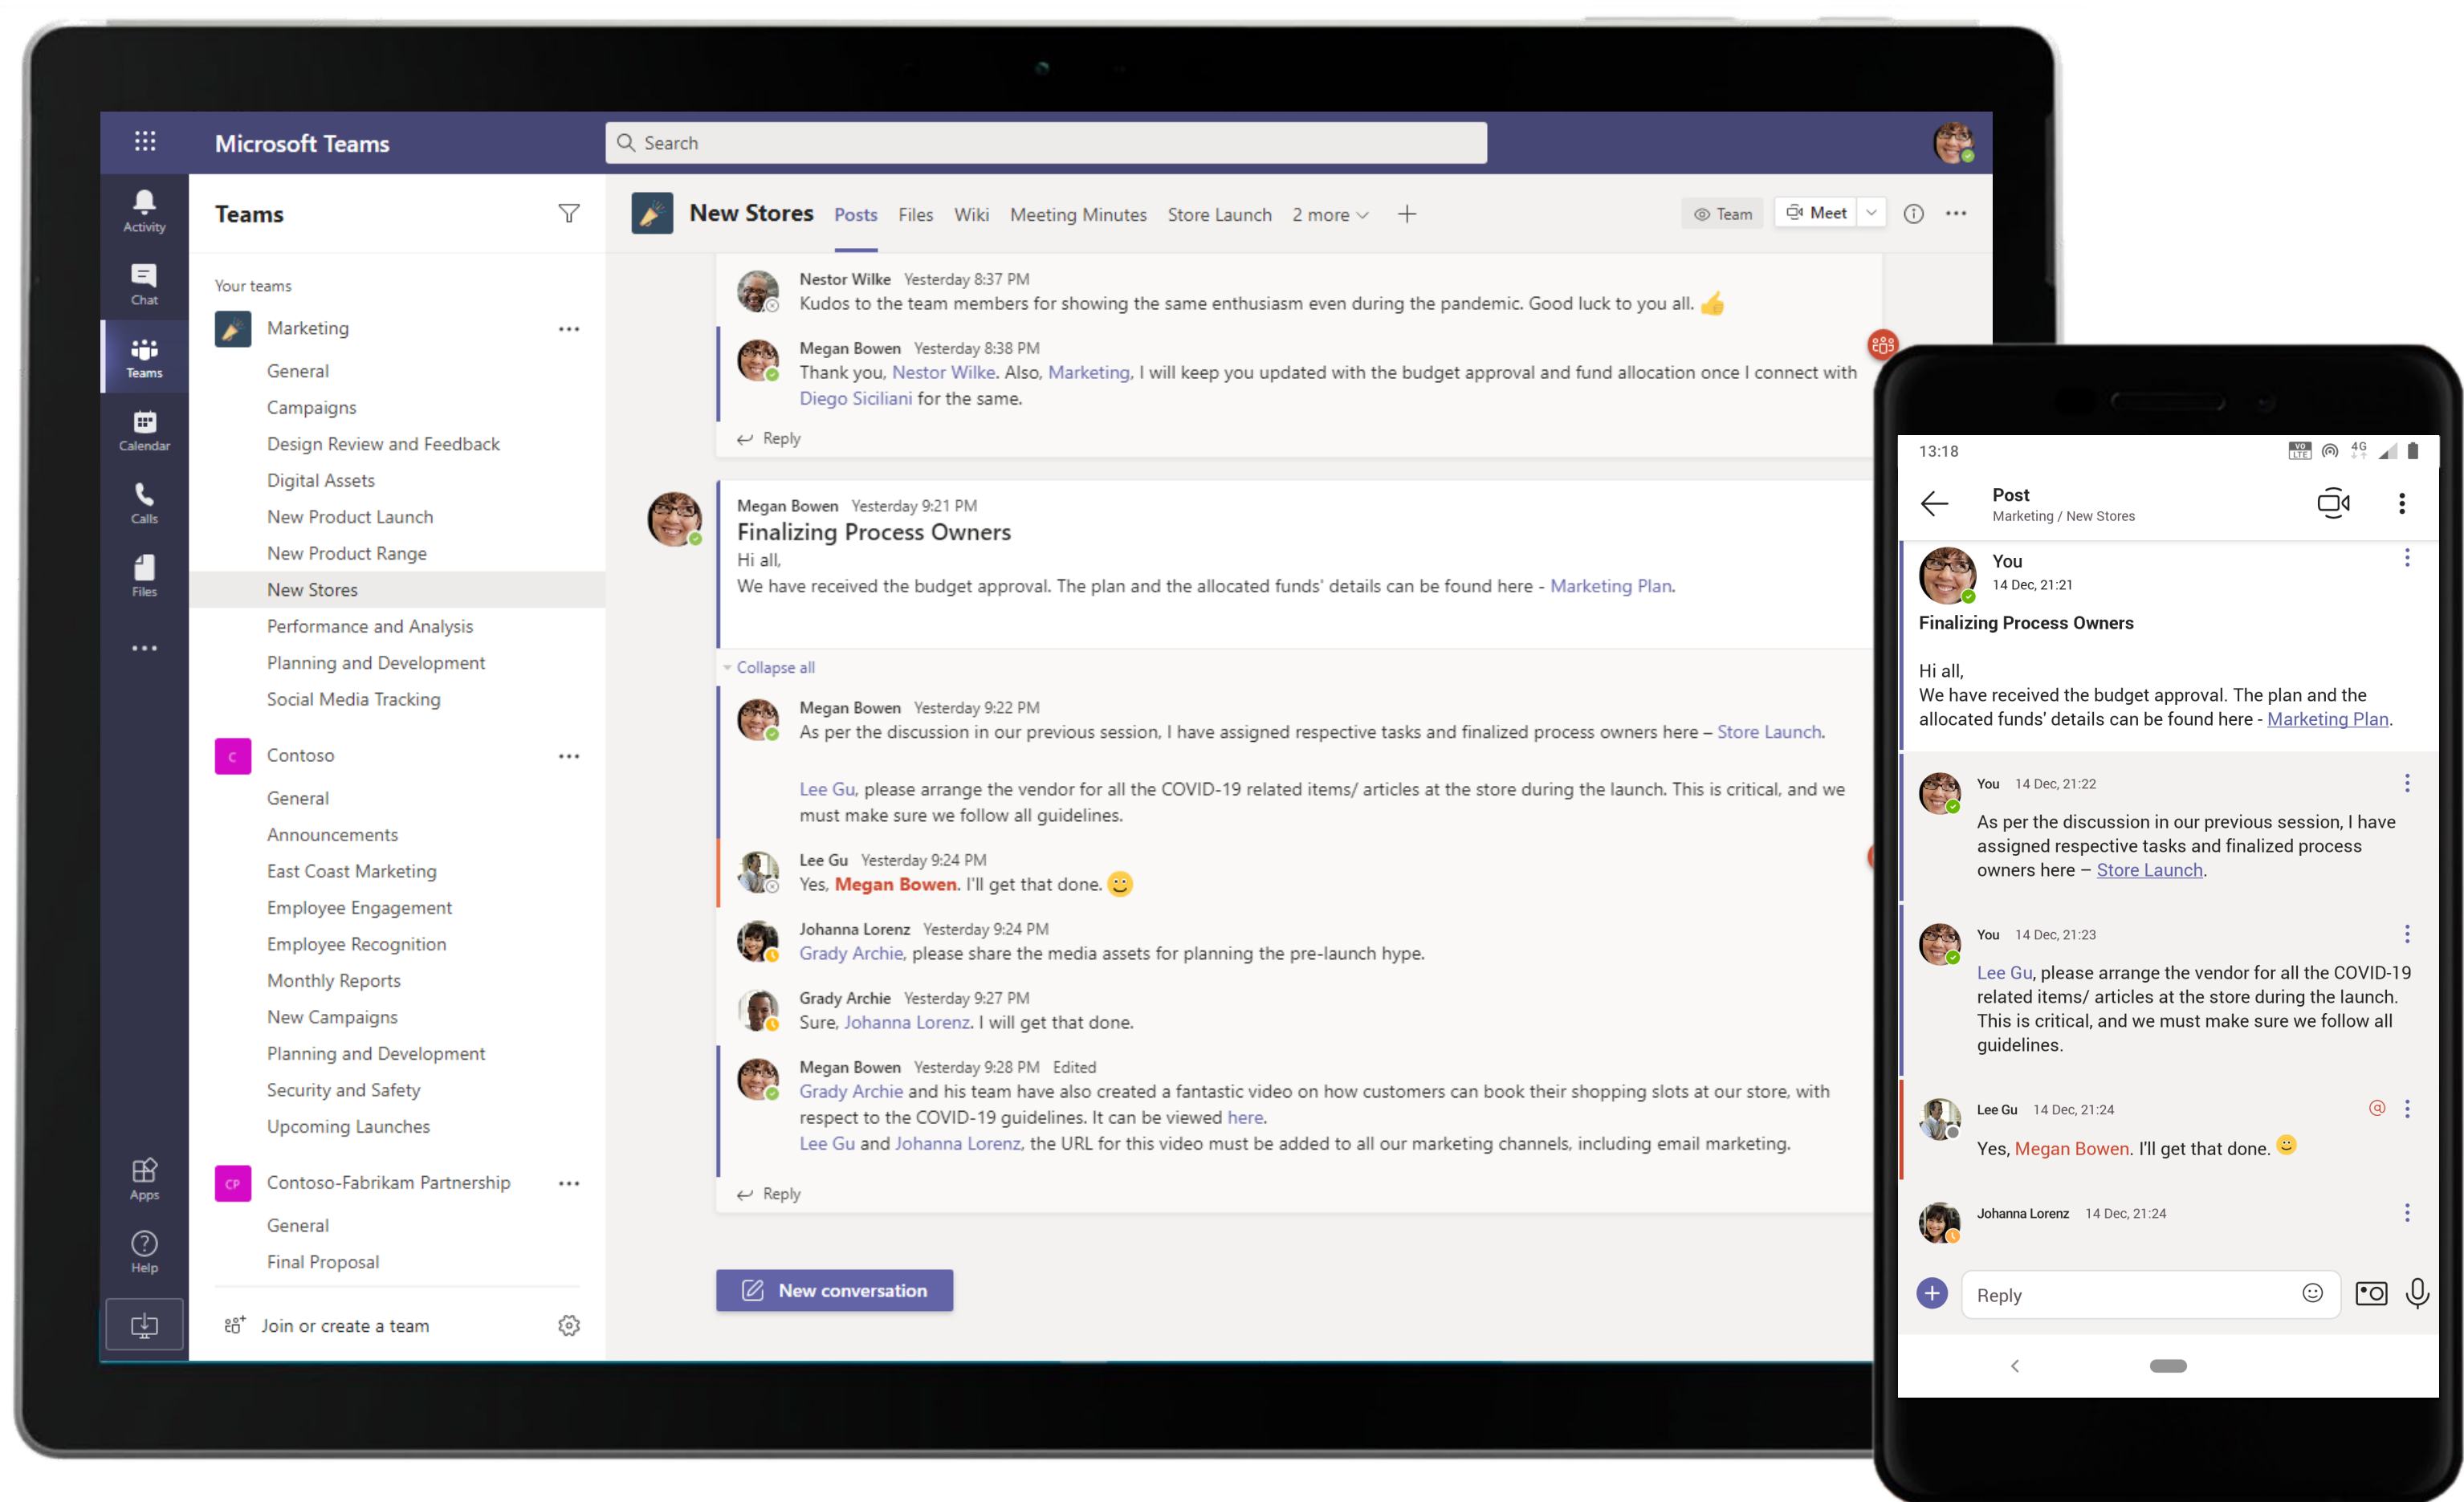 Microsoft Teams
Search
Activity
Chat
Teams
Calendar
Calls
Files
Apps
Help
Teams
Your teams
Marketing
General
Campaigns
Design Review and Feedback
Digital Assets
New Product Launch
New Product Range
New Stores
Performance and Analysis
Planning and Development
Social Media Tracking
C
Contoso
General
Announcements
East Coast Marketing
Employee Engagement
Employee Recognition
Monthly Reports
New Campaigns
Planning and Development
Security and Safety
Upcoming Launches
CP
Contoso-Fabrikam Partnership
General
Final Proposal
Join or create a team
New Stores Posts Files Wiki Meeting Minutes Store Launch 2 more
Team Meet
Nestor Wilke Yesterday 8:37 PM
Kudos to the team members for showing the same enthusiasm even during the pandemic. Good luck to you all.
Megan Bowen Yesterday 8:38 PM
Thank you, Nestor Wilke. Also, Marketing, I will keep you updated with the budget approval and fund allocation once I connect with
Diego Siciliani for the same.
Reply
Megan Bowen Yesterday 9:21 PM
Finalizing Process Owners
Hi all,
We have received the budget approval. The plan and the allocated funds' details can be found here - Marketing Plan.
Collapse all
Megan Bowen Yesterday 9:22 PM
As per the discussion in our previous session, I have assigned respective tasks and finalized process owners here – Store Launch.
Lee Gu, please arrange the vendor for all the COVID-19 related items/ articles at the store during the launch. This is critical, and we
must make sure we follow all guidelines.
Lee Gu Yesterday 9:24 PM
Yes, Megan Bowen. I'll get that done.
Johanna Lorenz Yesterday 9:24 PM
Grady Archie, please share the media assets for planning the pre-launch hype.
Grady Archie Yesterday 9:27 PM
Sure, Johanna Lorenz. I will get that done.
Megan Bowen Yesterday 9:28 PM Edited
Grady Archie and his team have also created a fantastic video on how customers can book their shopping slots at our store, with
respect to the COVID-19 guidelines. It can be viewed here.
Lee Gu and Johanna Lorenz, the URL for this video must be added to all our marketing channels, including email marketing.
Reply
New conversation
13:18
VO
LTE
4G
Post
Marketing / New Stores
You
14 Dec, 21:21
Finalizing Process Owners
Hi all,
We have received the budget approval. The plan and the
allocated funds' details can be found here - Marketing Plan.
You 14 Dec, 21:22
As per the discussion in our previous session, I have
assigned respective tasks and finalized process
owners here – Store Launch.
You 14 Dec, 21:23
Lee Gu, please arrange the vendor for all the COVID-19
related items/ articles at the store during the launch.
This is critical, and we must make sure we follow all
guidelines.
Lee Gu 14 Dec, 21:24
@
Yes, Megan Bowen. I'll get that done.
Johanna Lorenz 14 Dec, 21:24
Reply